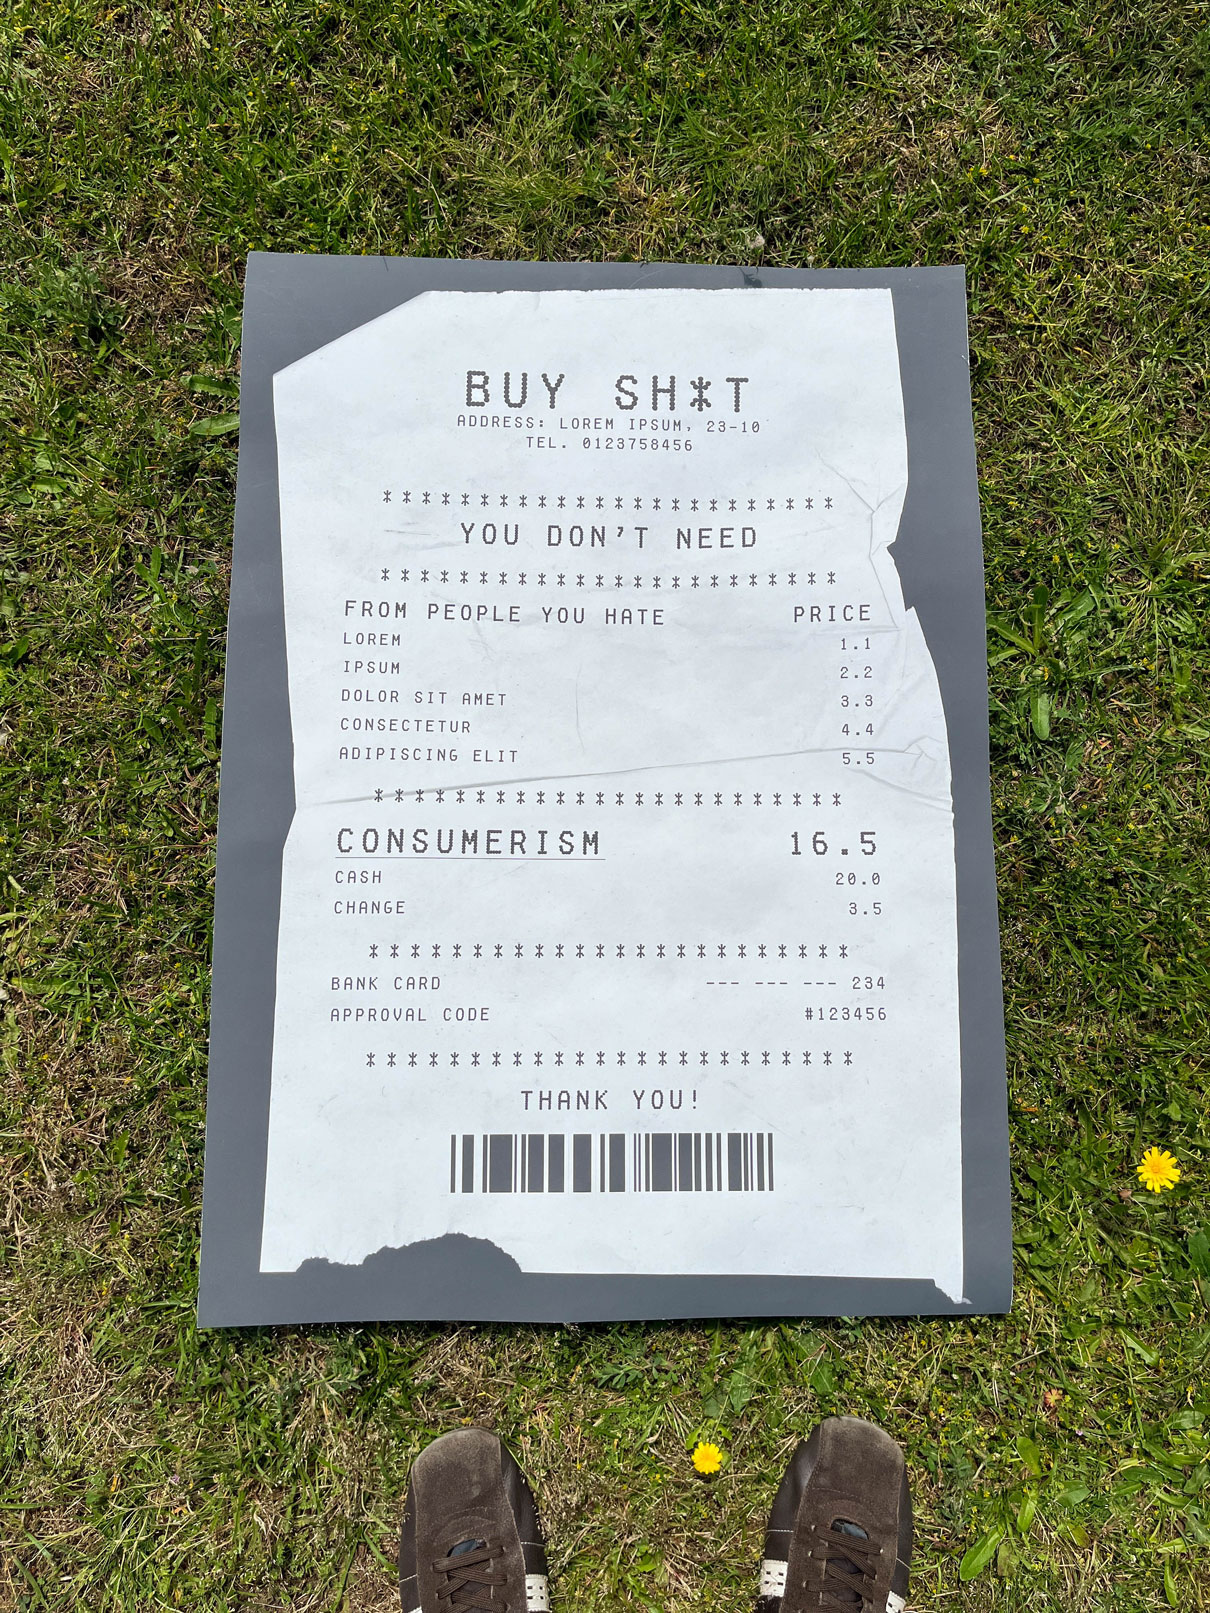 BUY SH*T
ADDRESS: LOREM IPSUM, 23-10
TEL. 0123758456
************************
YOU DON'T NEED
************************
FROM PEOPLE YOU HATE PRICE
LOREM 1.1
IPSUM 2.2
DOLOR SIT AMET 3.3
CONSECTETUR 4.4
ADIPISCING ELIT 5.5
************************
CONSUMERISM 16.5
CASH 20.0
CHANGE 3.5
************************
BANK CARD --- --- --- 234
APPROVAL CODE #123456
************************
THANK YOU!